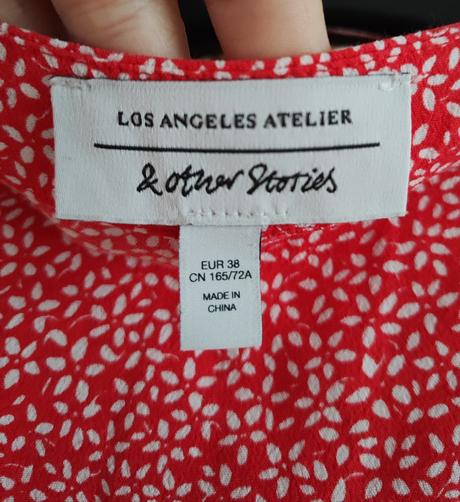 LOS ANGELES ATELIER
& other Stories
EUR 38
CN 165/72A
MADE IN
CHINA